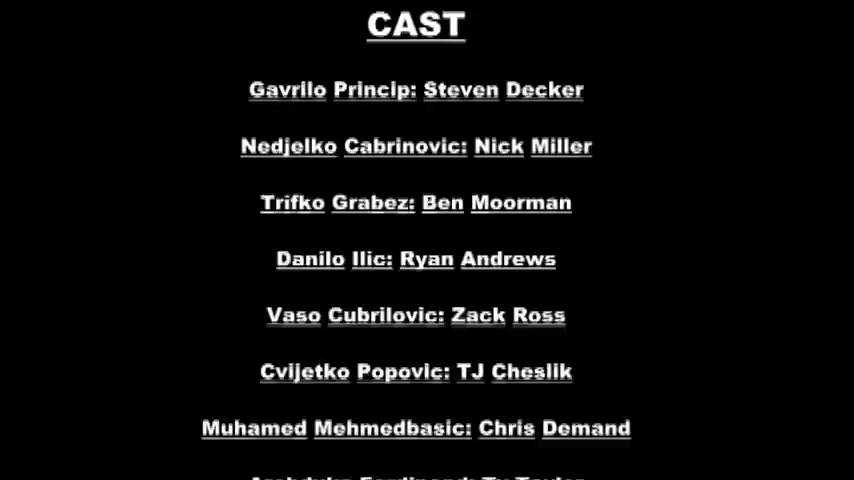 CAST
Gavrilo Princip: Steven Decker
Nedjelko Cabrinovic: Nick Miller
Trifko Grabez: Ben Moorman
Danilo Ilic: Ryan Andrews
Vaso Cubrilovic: Zack Ross
Cvijetko Popovic: TJ Cheslik
Muhamed Mehmedbasic: Chris Demand